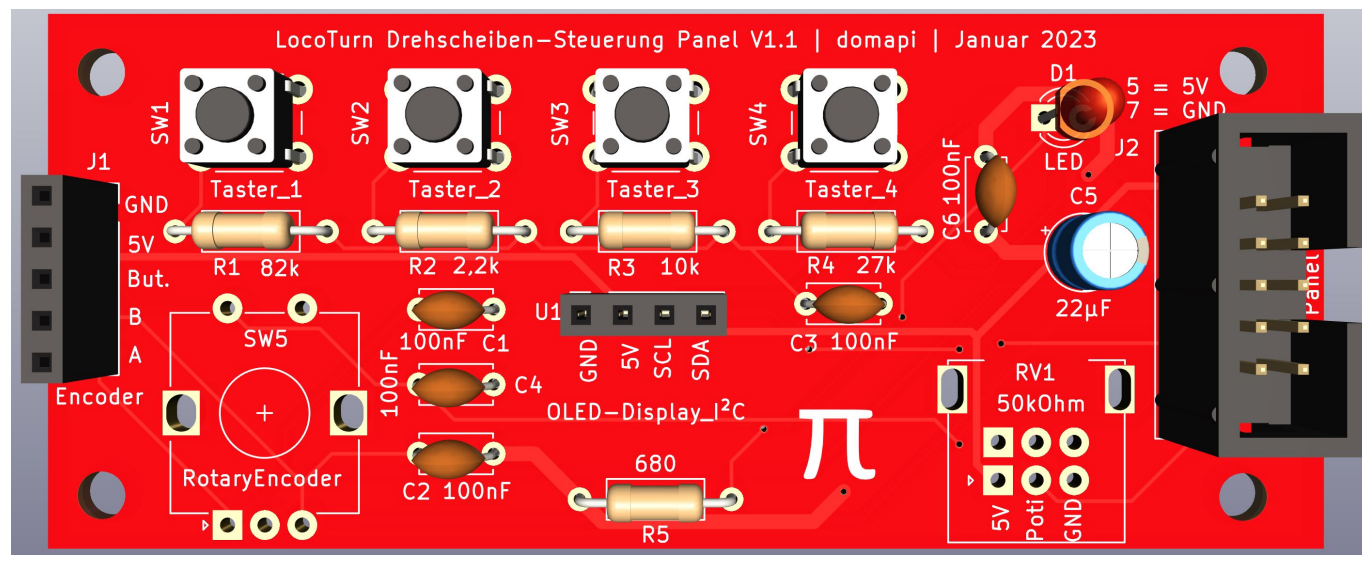 LocoTurn Drehscheiben-Steuerung Panel V1.1 | domapi | Januar 2023
SW1
SW2
SW3
SW4
D1
5 = 5V
7 = GND
LED
J1
J2
Taster_1
Taster_2
Taster_3
Taster_4
C6 100nF
C5
+
22µF
GND
5V
But.
B
A
Encoder
R1 82k
R2 2,2k
R3 10k
R4 27k
SW5
RotaryEncoder
100nF C1
100nF
C4
C2 100nF
U1
GND
5V
SCL
SDA
OLED-Display_I²C
C3 100nF
π
680
R5
RV1
50kOhm
5V
Poti
GND
Panel